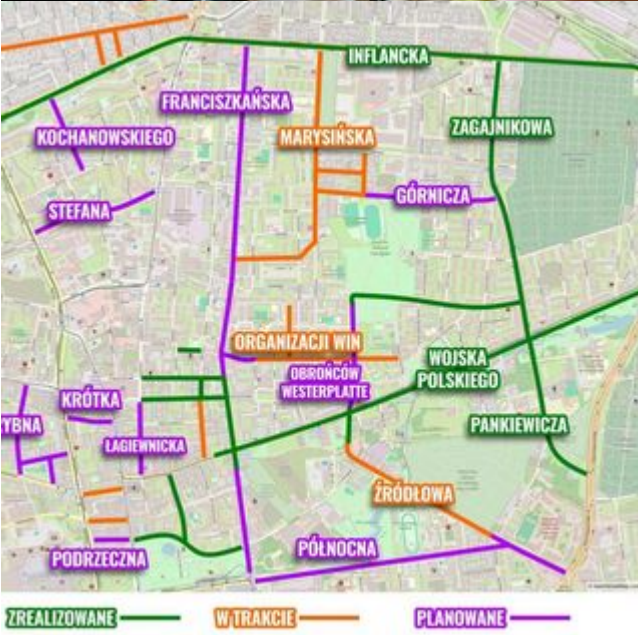 INFLANCKA
FRANCISZKAŃSKA
KOCHANOWSKIEGO
MARYSIŃSKA
ZAGAJNIKOWA
GÓRNICZA
STEFANA
ORGANIZACJI WIN
WOJSKA
POLSKIEGO
OBROŃCÓW
WESTERPLATTE
KRÓTKA
YBNA
ŁAGIEWNICKA
PANKIEWICZA
ŹRÓDŁOWA
PÓŁNOCNA
PODRZECZNA
ZREALIZOWANE
W TRAKCIE
PLANOWANE